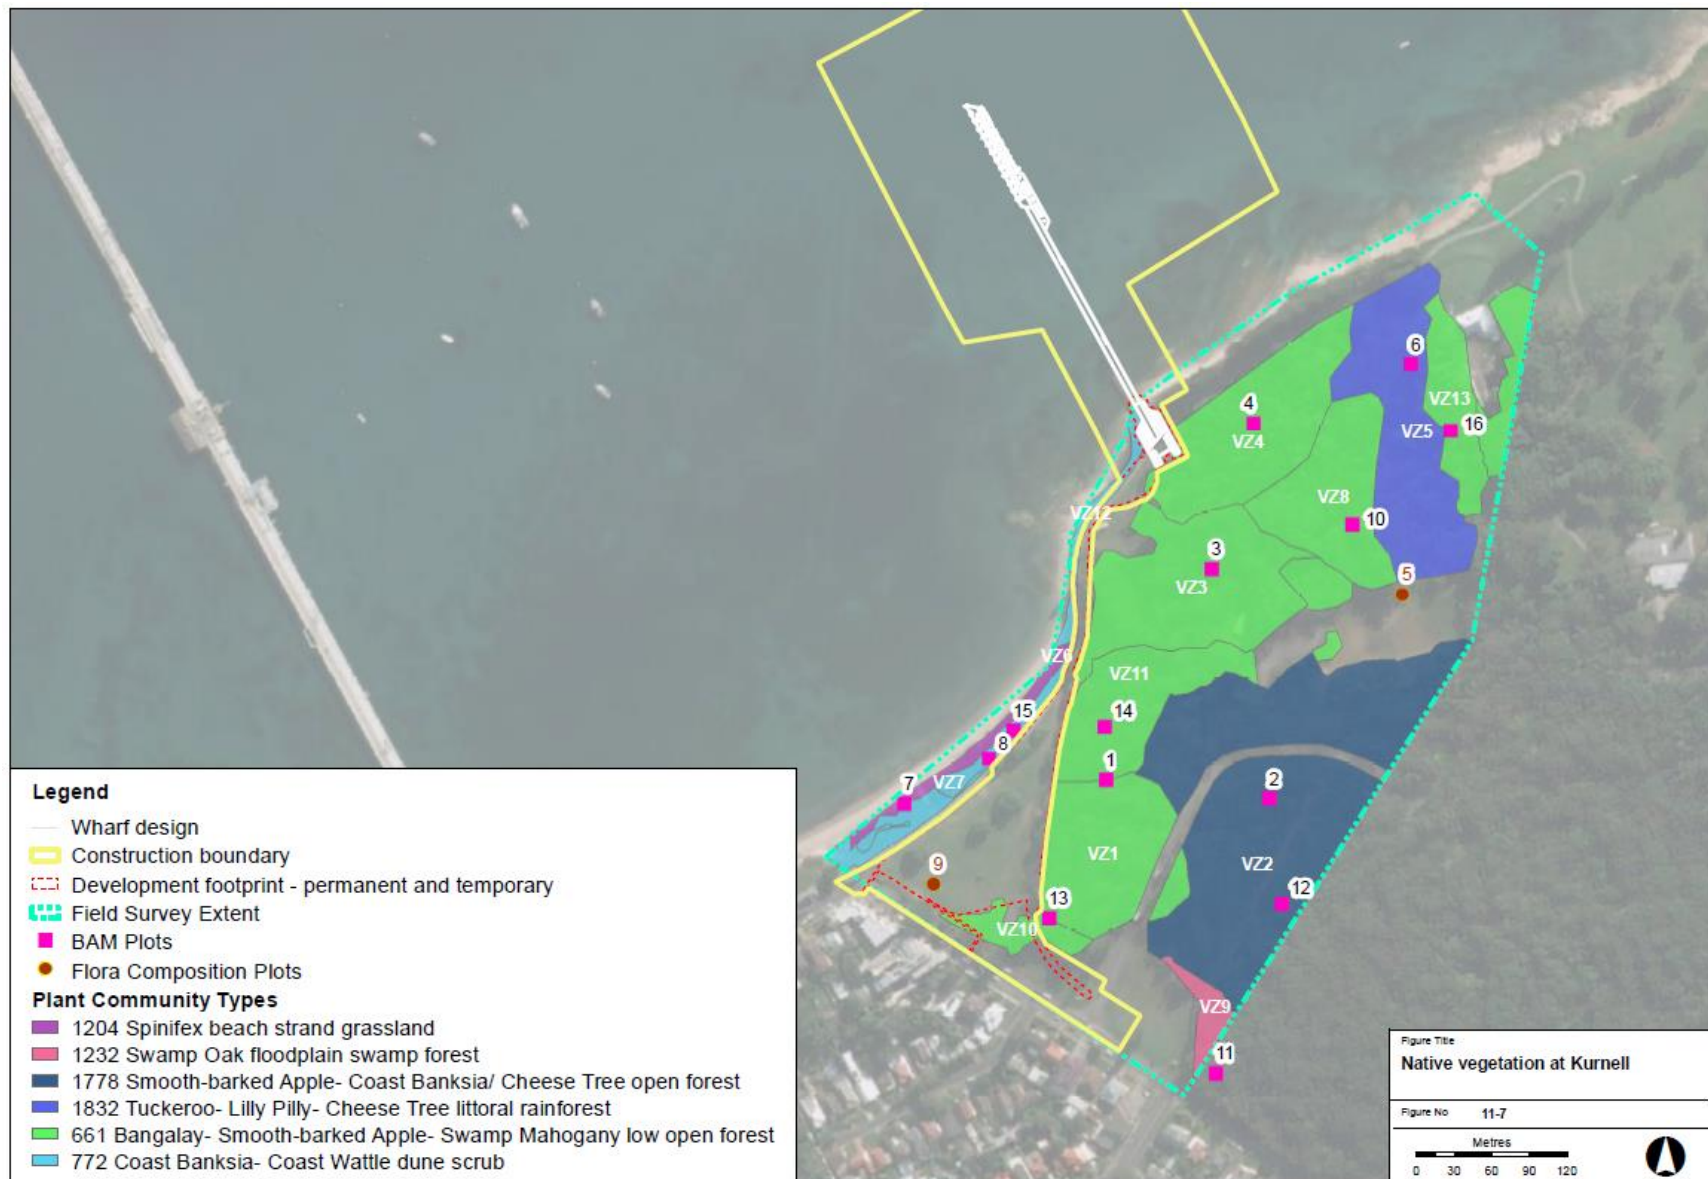 6
4
VZ13
VZ4
VZ5
16
VZ8
10
VZ12
3
VZ3
5
VZ6
VZ11
15
14
8
1
7
VZ7
2
VZ1
VZ2
9
12
13
VZ10
VZ9
11
Legend
Wharf design
Construction boundary
Development footprint - permanent and temporary
Field Survey Extent
BAM Plots
Flora Composition Plots
Plant Community Types
1204 Spinifex beach strand grassland
1232 Swamp Oak floodplain swamp forest
1778 Smooth-barked Apple- Coast Banksia/ Cheese Tree open forest
1832 Tuckeroo- Lilly Pilly- Cheese Tree littoral rainforest
661 Bangalay- Smooth-barked Apple- Swamp Mahogany low open forest
772 Coast Banksia- Coast Wattle dune scrub
Figure Title
Native vegetation at Kurnell
Figure No 11-7
Metres
0 30 60 90 120